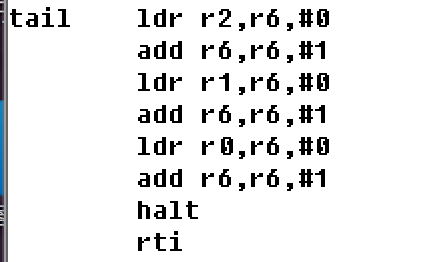 tail ldr r2,r6,#0
add r6,r6,#1
ldr r1,r6,#0
add r6,r6,#1
ldr r0,r6,#0
add r6,r6,#1
halt
rti